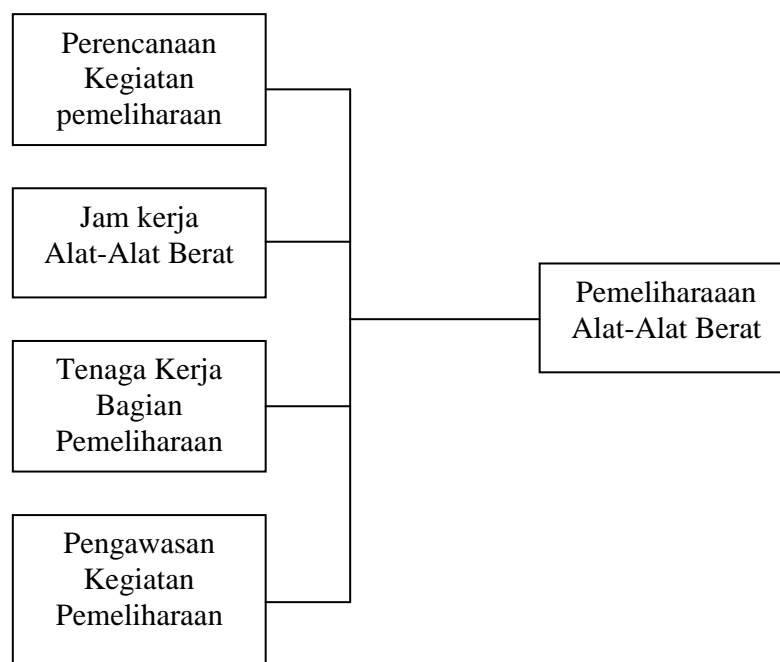 Perencanaan
Kegiatan
pemeliharaan
Jam kerja
Alat-Alat Berat
Tenaga Kerja
Bagian
Pemeliharaan
Pengawasan
Kegiatan
Pemeliharaan
Pemeliharaaan
Alat-Alat Berat